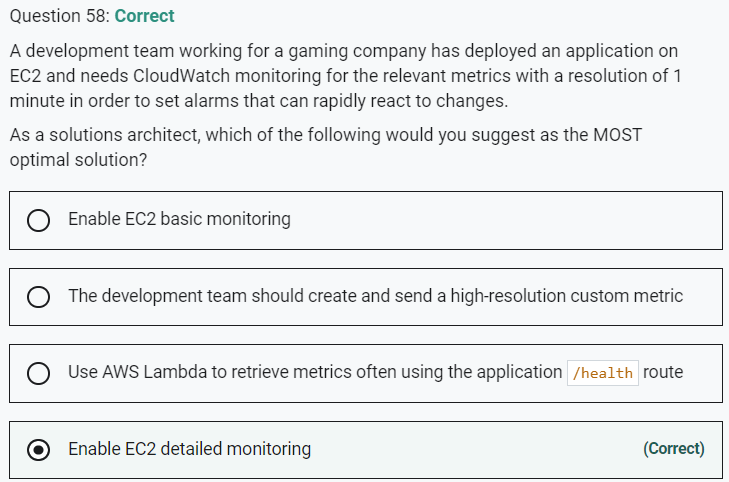 Question 58: Correct
A development team working for a gaming company has deployed an application on
EC2 and needs CloudWatch monitoring for the relevant metrics with a resolution of 1
minute in order to set alarms that can rapidly react to changes.
As a solutions architect, which of the following would you suggest as the MOST
optimal solution?
Enable EC2 basic monitoring
The development team should create and send a high-resolution custom metric
Use AWS Lambda to retrieve metrics often using the application /health route
Enable EC2 detailed monitoring (Correct)